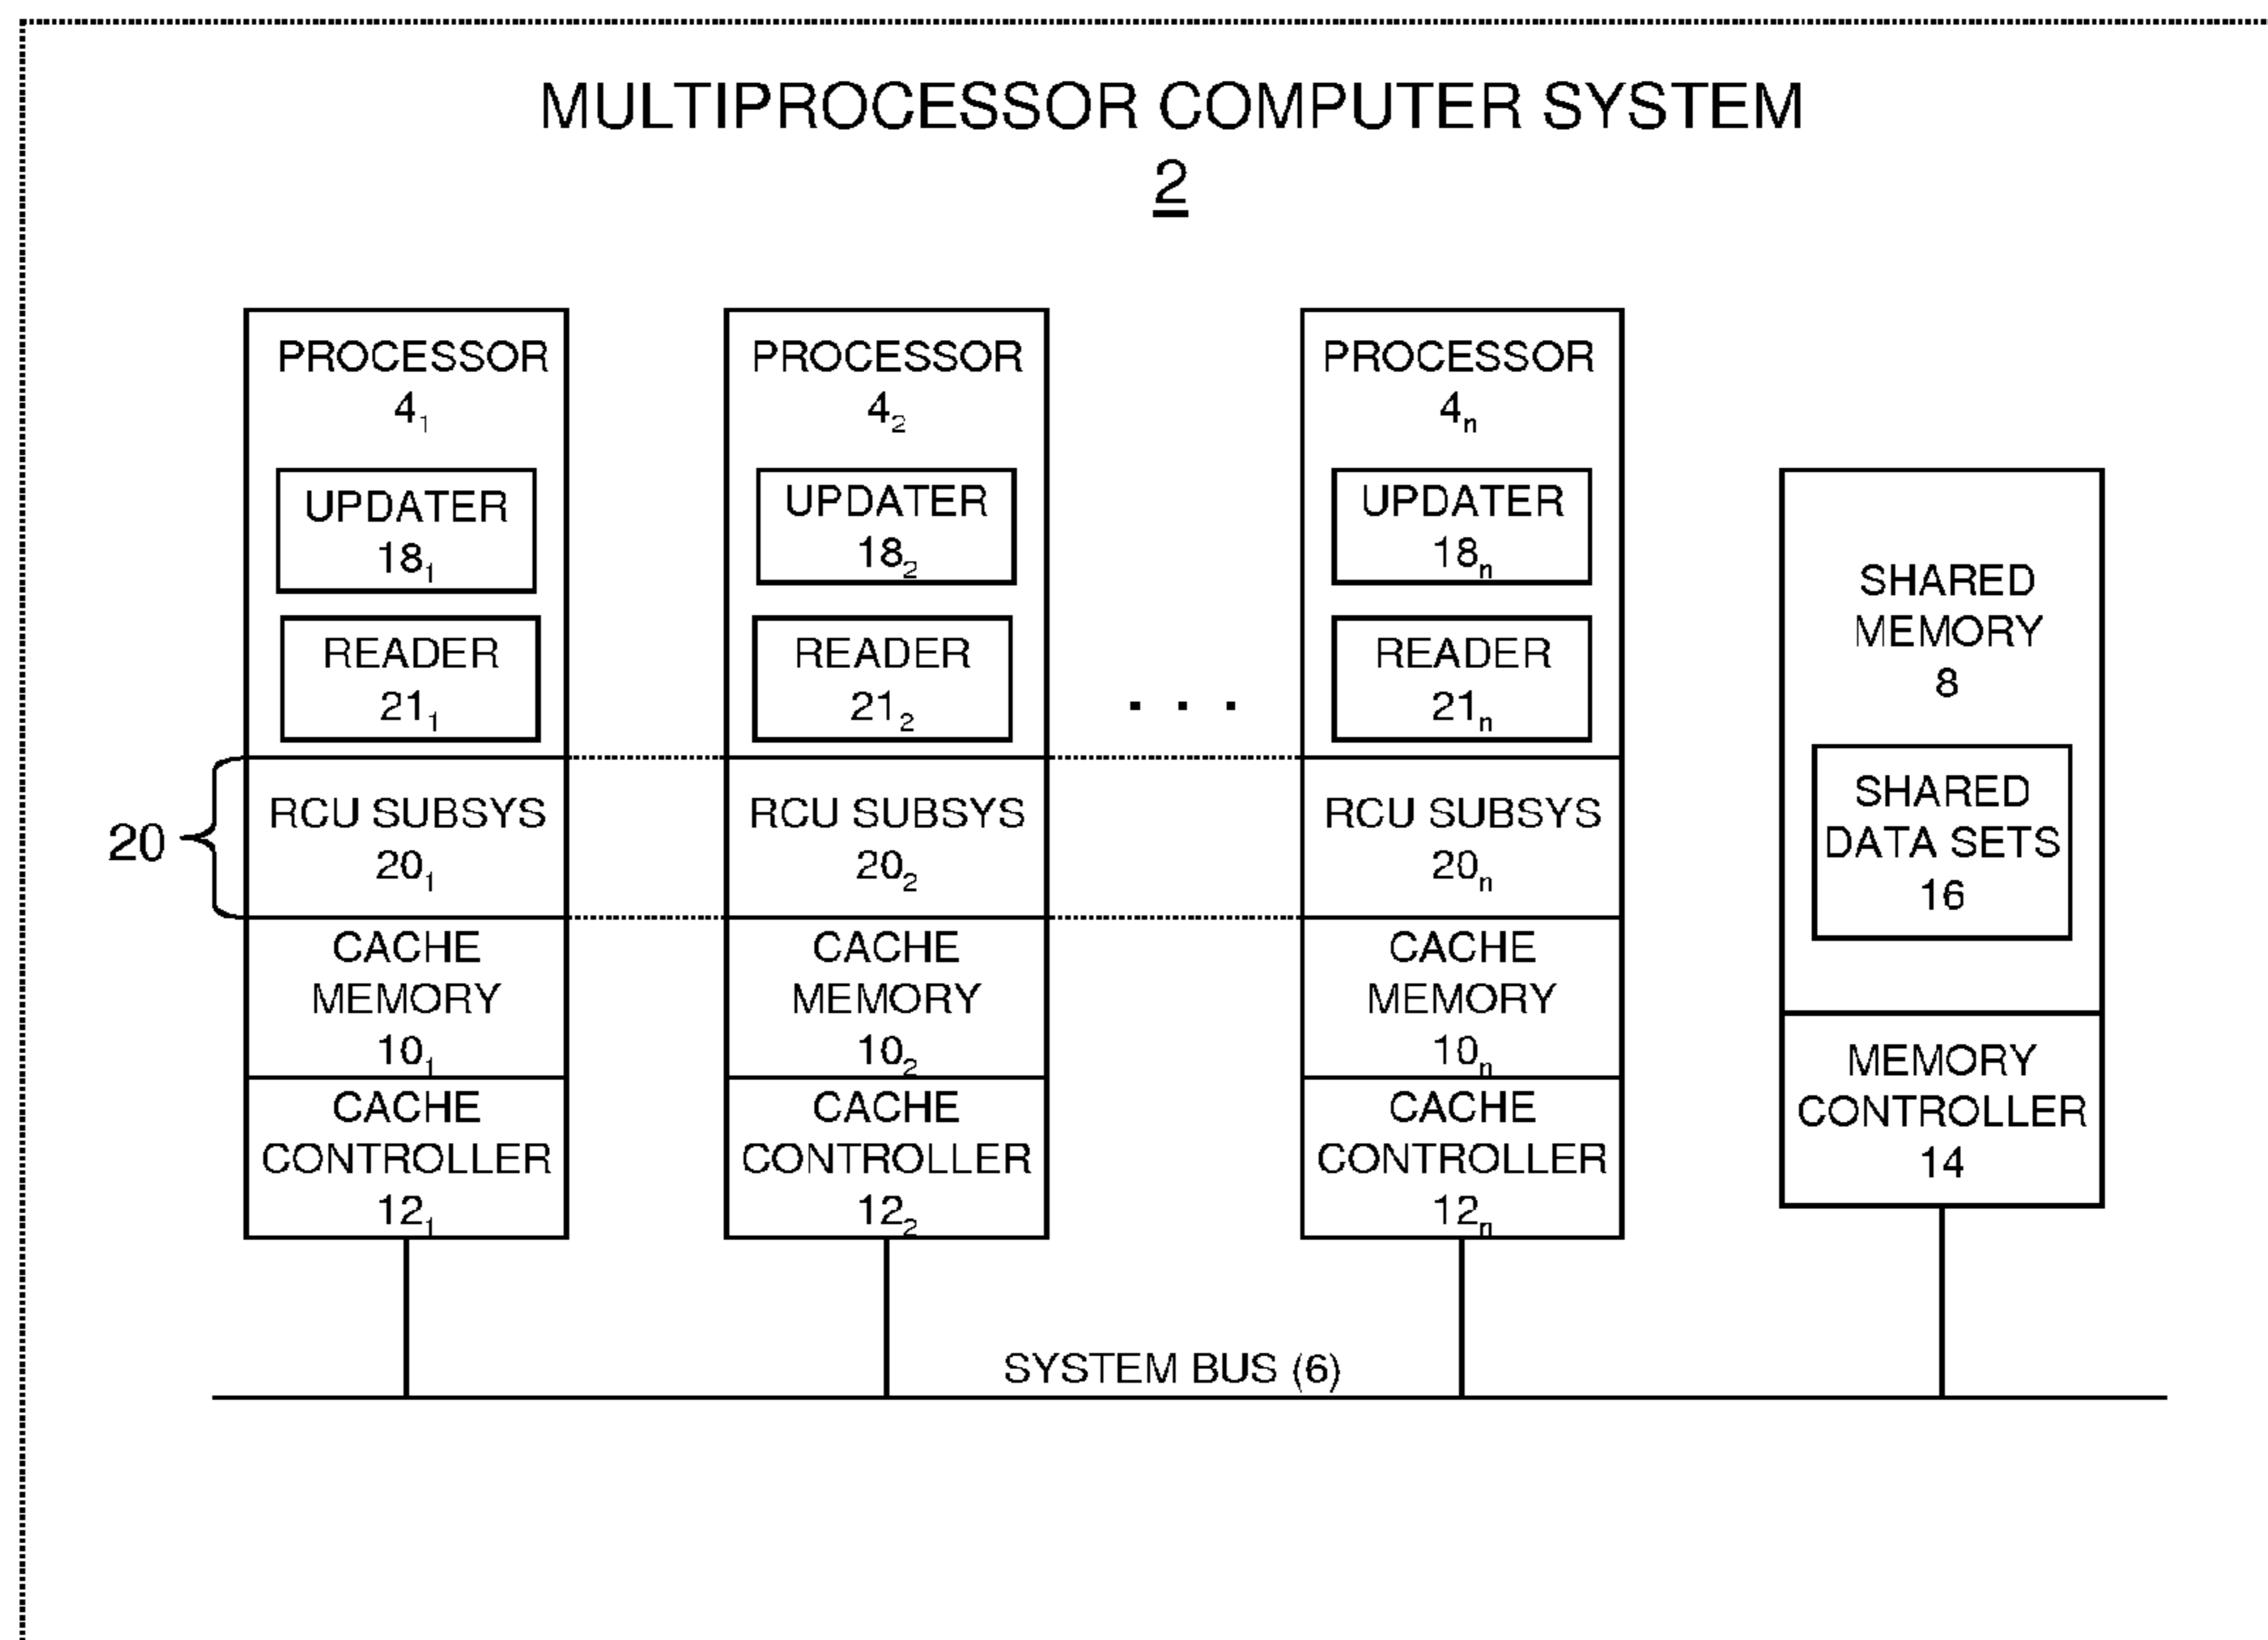 MULTIPROCESSOR COMPUTER SYSTEM
2
PROCESSOR
4₁
UPDATER
18₁
READER
21₁
20
RCU SUBSYS
20₁
CACHE
MEMORY
10₁
CACHE
CONTROLLER
12₁
PROCESSOR
4₂
UPDATER
18₂
READER
21₂
RCU SUBSYS
20₂
CACHE
MEMORY
10₂
CACHE
CONTROLLER
12₂
. . .
PROCESSOR
4ₙ
UPDATER
18ₙ
READER
21ₙ
RCU SUBSYS
20ₙ
CACHE
MEMORY
10ₙ
CACHE
CONTROLLER
12ₙ
SHARED
MEMORY
8
SHARED
DATA SETS
16
MEMORY
CONTROLLER
14
SYSTEM BUS (6)